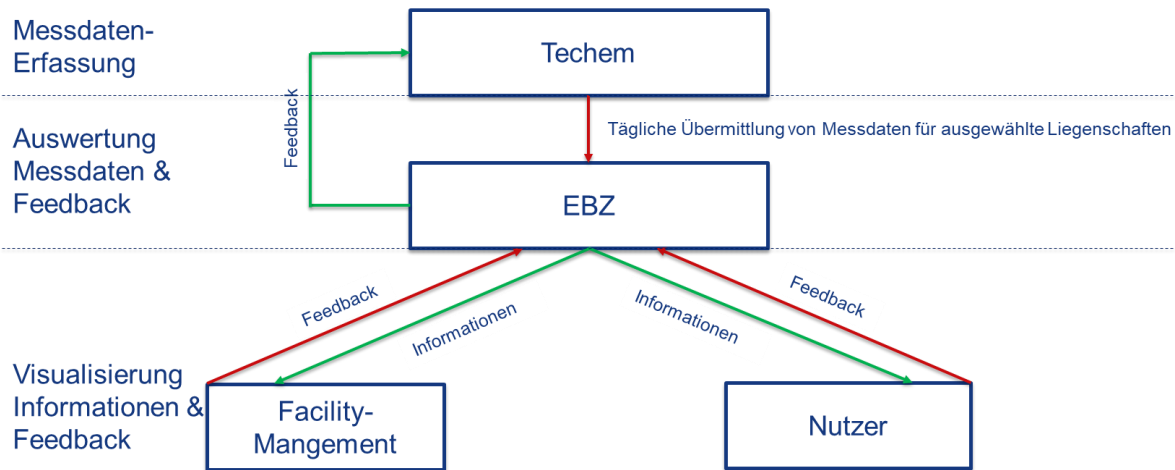 Messdaten-
Erfassung
Techem
Feedback
Tägliche Übermittlung von Messdaten für ausgewählte Liegenschaften
Auswertung
Messdaten &
Feedback
EBZ
Feedback
Informationen
Informationen
Feedback
Visualisierung
Informationen &
Feedback
Facility-
Mangement
Nutzer